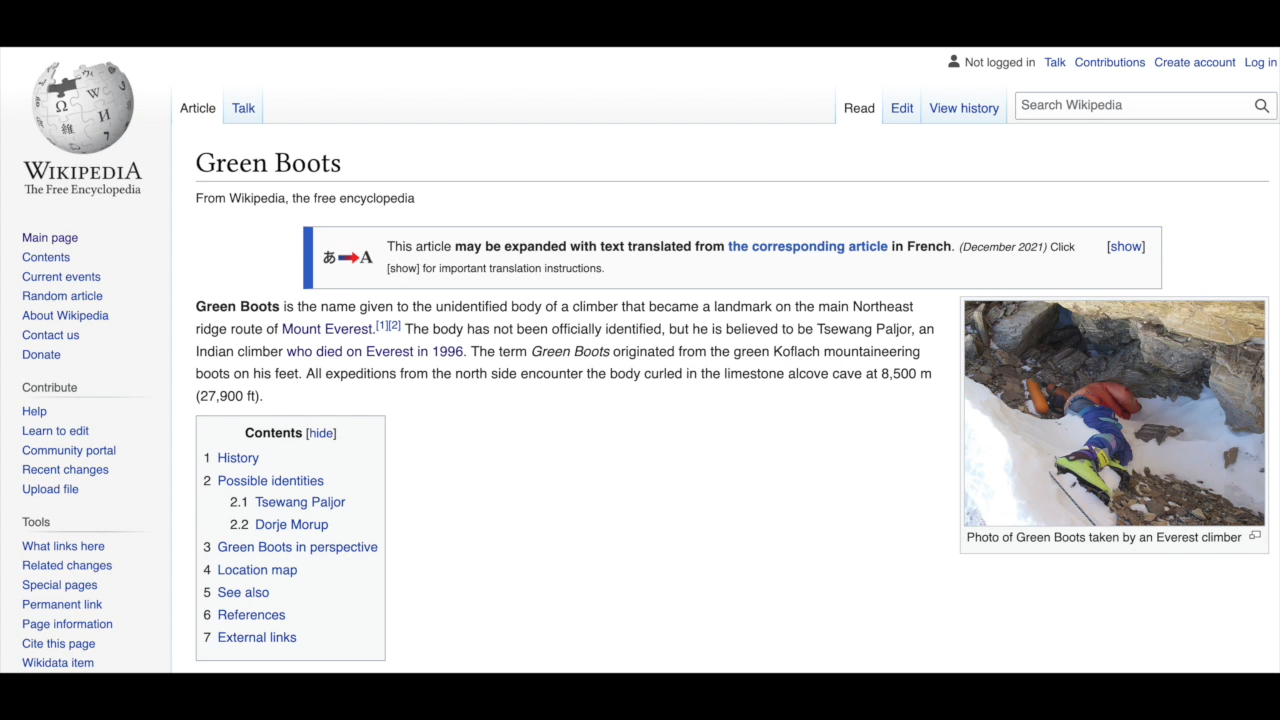 Not logged in Talk Contributions Create account Log in
Article Talk Read Edit View history Search Wikipedia
WIKIPEDIA
The Free Encyclopedia
Main page
Contents
Current events
Random article
About Wikipedia
Contact us
Donate
Contribute
Help
Learn to edit
Community portal
Recent changes
Upload file
Tools
What links here
Related changes
Special pages
Permanent link
Page information
Cite this page
Wikidata item
Green Boots
From Wikipedia, the free encyclopedia
This article may be expanded with text translated from the corresponding article in French. (December 2021) Click [show]
[show] for important translation instructions.
あ A
Green Boots is the name given to the unidentified body of a climber that became a landmark on the main Northeast
ridge route of Mount Everest.[1][2] The body has not been officially identified, but he is believed to be Tsewang Paljor, an
Indian climber who died on Everest in 1996. The term Green Boots originated from the green Koflach mountaineering
boots on his feet. All expeditions from the north side encounter the body curled in the limestone alcove cave at 8,500 m
(27,900 ft).
Contents [hide]
1 History
2 Possible identities
2.1 Tsewang Paljor
2.2 Dorje Morup
3 Green Boots in perspective
4 Location map
5 See also
6 References
7 External links
Photo of Green Boots taken by an Everest climber
Ω W И 維